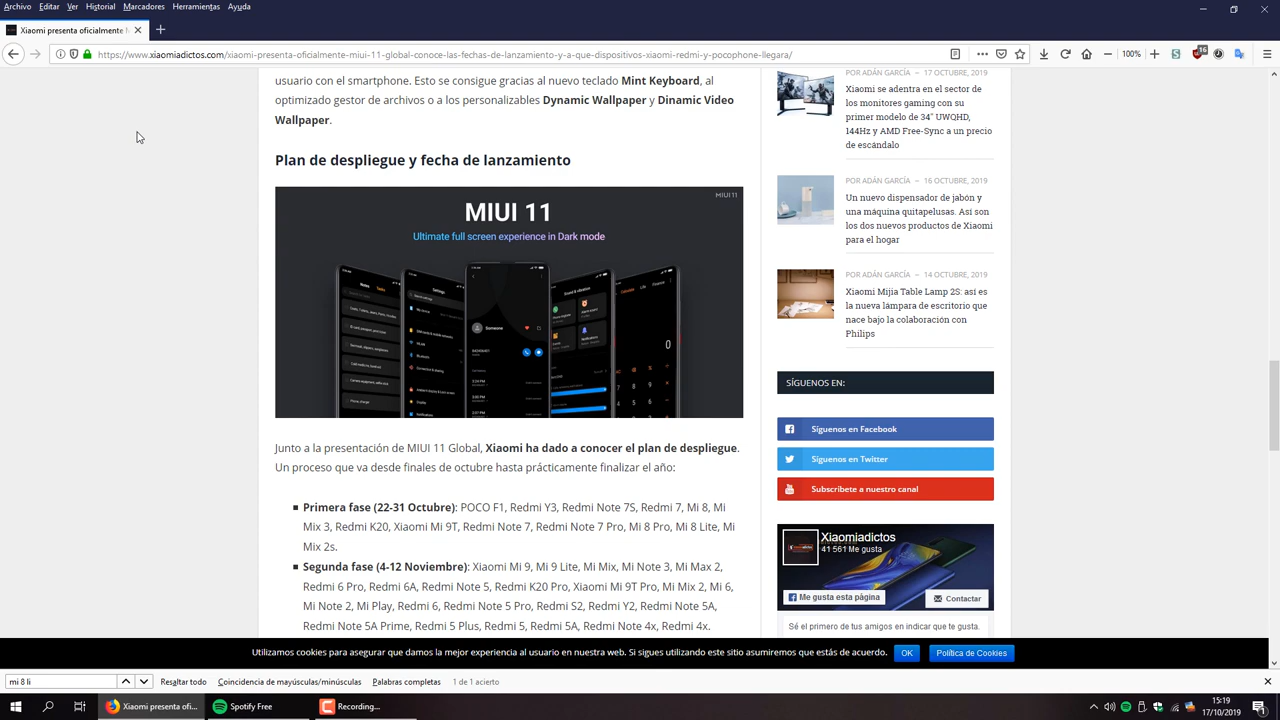 Archivo Editar Ver Historial Marcadores Herramientas Ayuda
Xiaomi presenta oficialmente
https://www.xiaomiadictos.com/xiaomi-presenta-oficialmente-miui-11-global-conoce-las-fechas-de-lanzamiento-y-a-que-dispositivos-xiaomi-redmi-y-pocophone-llegara/
100%
16
usuario con el smartphone. Esto se consigue gracias al nuevo teclado Mint Keyboard, al
optimizado gestor de archivos o a los personalizables Dynamic Wallpaper y Dinamic Video
Wallpaper.
Plan de despliegue y fecha de lanzamiento
MIUI 11
MIUI 11
Ultimate full screen experience in Dark mode
Notes Tasks
Settings
Someone
Sound & vibration
Calculate Life Finance
0
Junto a la presentación de MIUI 11 Global, Xiaomi ha dado a conocer el plan de despliegue.
Un proceso que va desde finales de octubre hasta prácticamente finalizar el año:
Primera fase (22-31 Octubre): POCO F1, Redmi Y3, Redmi Note 7S, Redmi 7, Mi 8, Mi
Mix 3, Redmi K20, Xiaomi Mi 9T, Redmi Note 7, Redmi Note 7 Pro, Mi 8 Pro, Mi 8 Lite, Mi
Mix 2s.
Segunda fase (4-12 Noviembre): Xiaomi Mi 9, Mi 9 Lite, Mi Mix, Mi Note 3, Mi Max 2,
Redmi 6 Pro, Redmi 6A, Redmi Note 5, Redmi K20 Pro, Xiaomi Mi 9T Pro, Mi Mix 2, Mi 6,
Mi Note 2, Mi Play, Redmi 6, Redmi Note 5 Pro, Redmi S2, Redmi Y2, Redmi Note 5A,
Redmi Note 5A Prime, Redmi 5 Plus, Redmi 5, Redmi 5A, Redmi Note 4x, Redmi 4x.
POR ADÁN GARCÍA – 17 OCTUBRE, 2019
Xiaomi se adentra en el sector de
los monitores gaming con su
primer modelo de 34" UWQHD,
144Hz y AMD Free-Sync a un precio
de escándalo
POR ADÁN GARCÍA – 16 OCTUBRE, 2019
Un nuevo dispensador de jabón y
una máquina quitapelusas. Así son
los dos nuevos productos de Xiaomi
para el hogar
POR ADÁN GARCÍA – 14 OCTUBRE, 2019
Xiaomi Mijia Table Lamp 2S: así es
la nueva lámpara de escritorio que
nace bajo la colaboración con
Philips
SÍGUENOS EN:
Síguenos en Facebook
Síguenos en Twitter
Subscríbete a nuestro canal
Xiaomiadictos
41 561 Me gusta
Me gusta esta página
Contactar
Sé el primero de tus amigos en indicar que te gusta.
Utilizamos cookies para asegurar que damos la mejor experiencia al usuario en nuestra web. Si sigues utilizando este sitio asumiremos que estás de acuerdo. OK Política de Cookies
mi 8 li
Resaltar todo Coincidencia de mayúsculas/minúsculas Palabras completas 1 de 1 acierto
Xiaomi presenta ofi...
Spotify Free
Recording...
15:19
17/10/2019
1